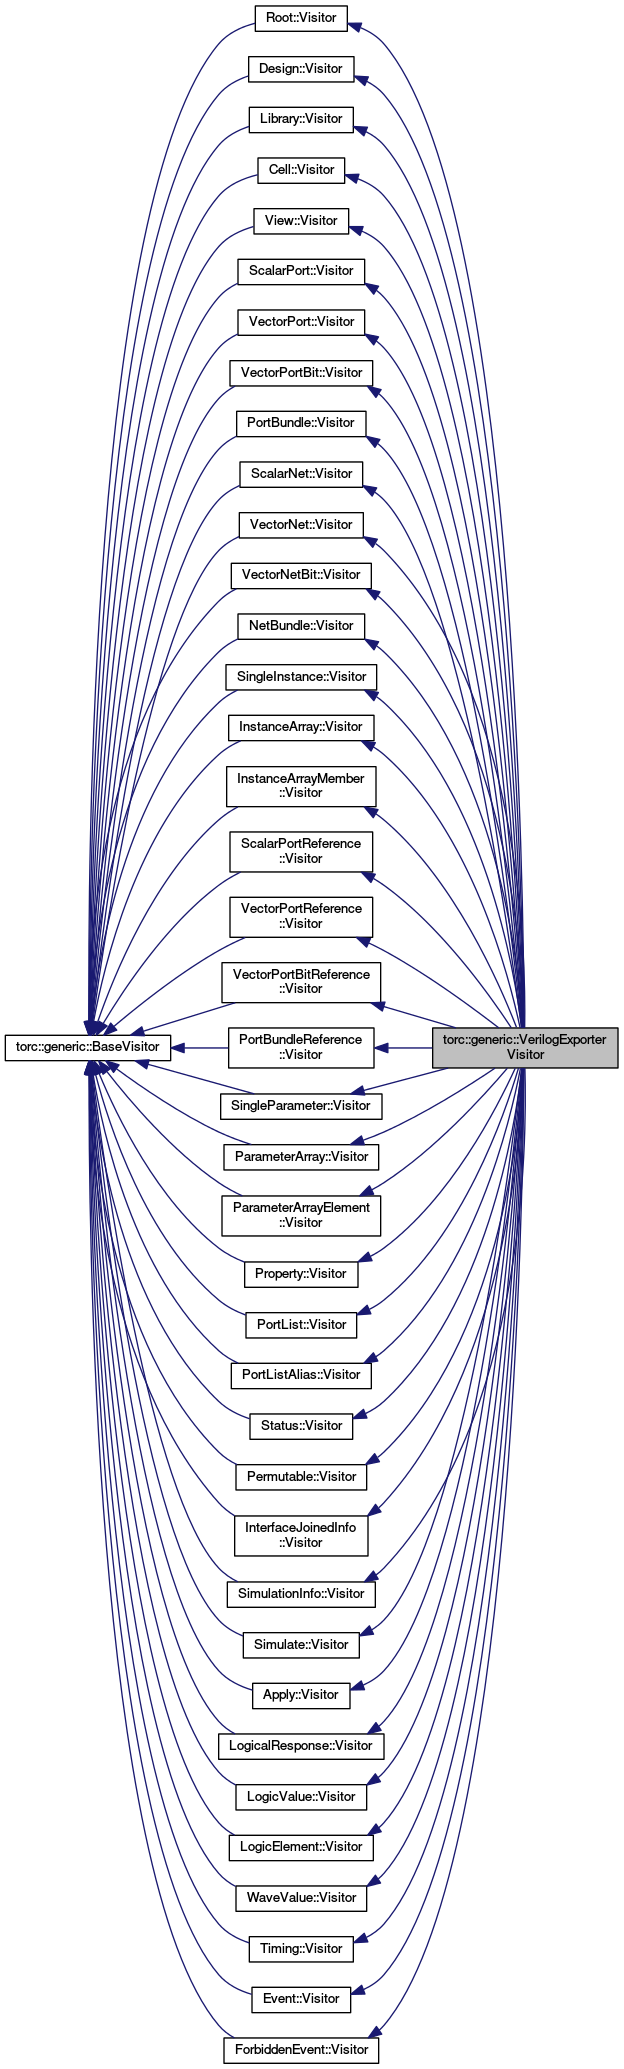 Root::Visitor
Design::Visitor
Library::Visitor
Cell::Visitor
View::Visitor
ScalarPort::Visitor
VectorPort::Visitor
VectorPortBit::Visitor
PortBundle::Visitor
ScalarNet::Visitor
VectorNet::Visitor
VectorNetBit::Visitor
NetBundle::Visitor
SingleInstance::Visitor
InstanceArray::Visitor
InstanceArrayMember
::Visitor
ScalarPortReference
::Visitor
VectorPortReference
::Visitor
VectorPortBitReference
::Visitor
torc::generic::BaseVisitor
PortBundleReference
::Visitor
torc::generic::VerilogExporter
Visitor
SingleParameter::Visitor
ParameterArray::Visitor
ParameterArrayElement
::Visitor
Property::Visitor
PortList::Visitor
PortListAlias::Visitor
Status::Visitor
Permutable::Visitor
InterfaceJoinedInfo
::Visitor
SimulationInfo::Visitor
Simulate::Visitor
Apply::Visitor
LogicalResponse::Visitor
LogicValue::Visitor
LogicElement::Visitor
WaveValue::Visitor
Timing::Visitor
Event::Visitor
ForbiddenEvent::Visitor